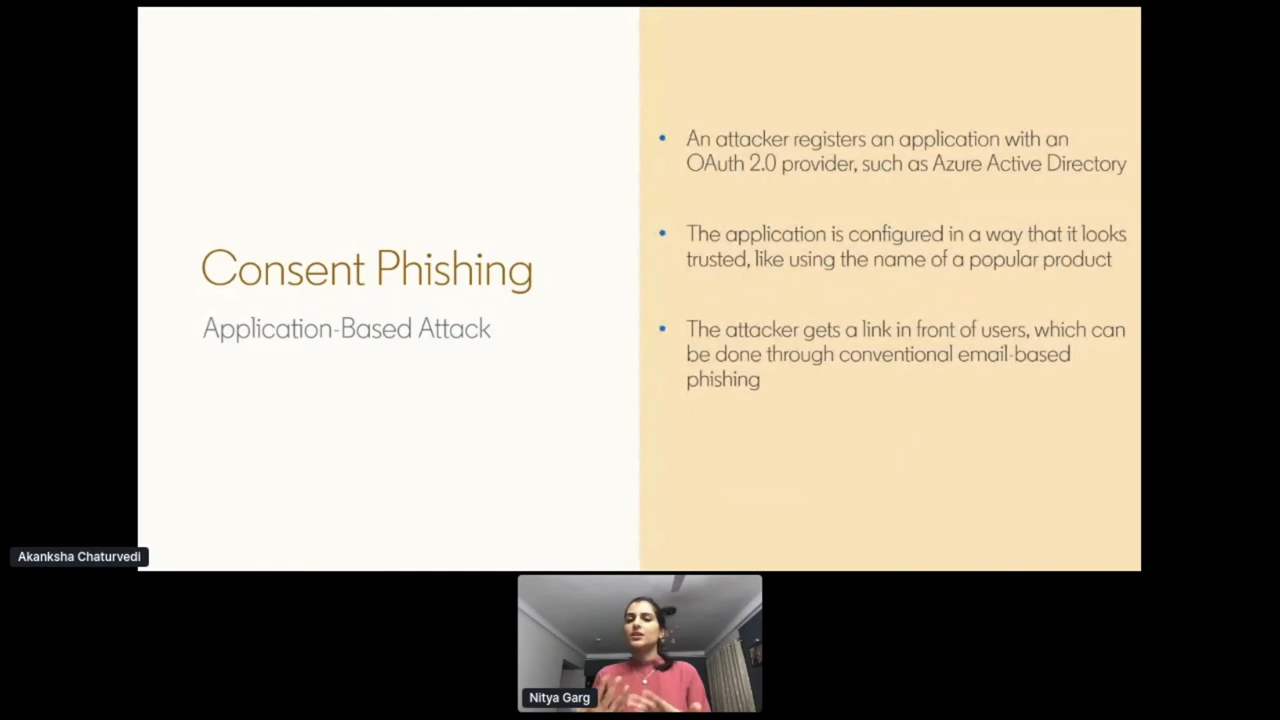 Consent Phishing
Application-Based Attack
An attacker registers an application with an
OAuth 2.0 provider, such as Azure Active Directory
The application is configured in a way that it looks
trusted, like using the name of a popular product
The attacker gets a link in front of users, which can
be done through conventional email-based
phishing
Akanksha Chaturvedi
Nitya Garg